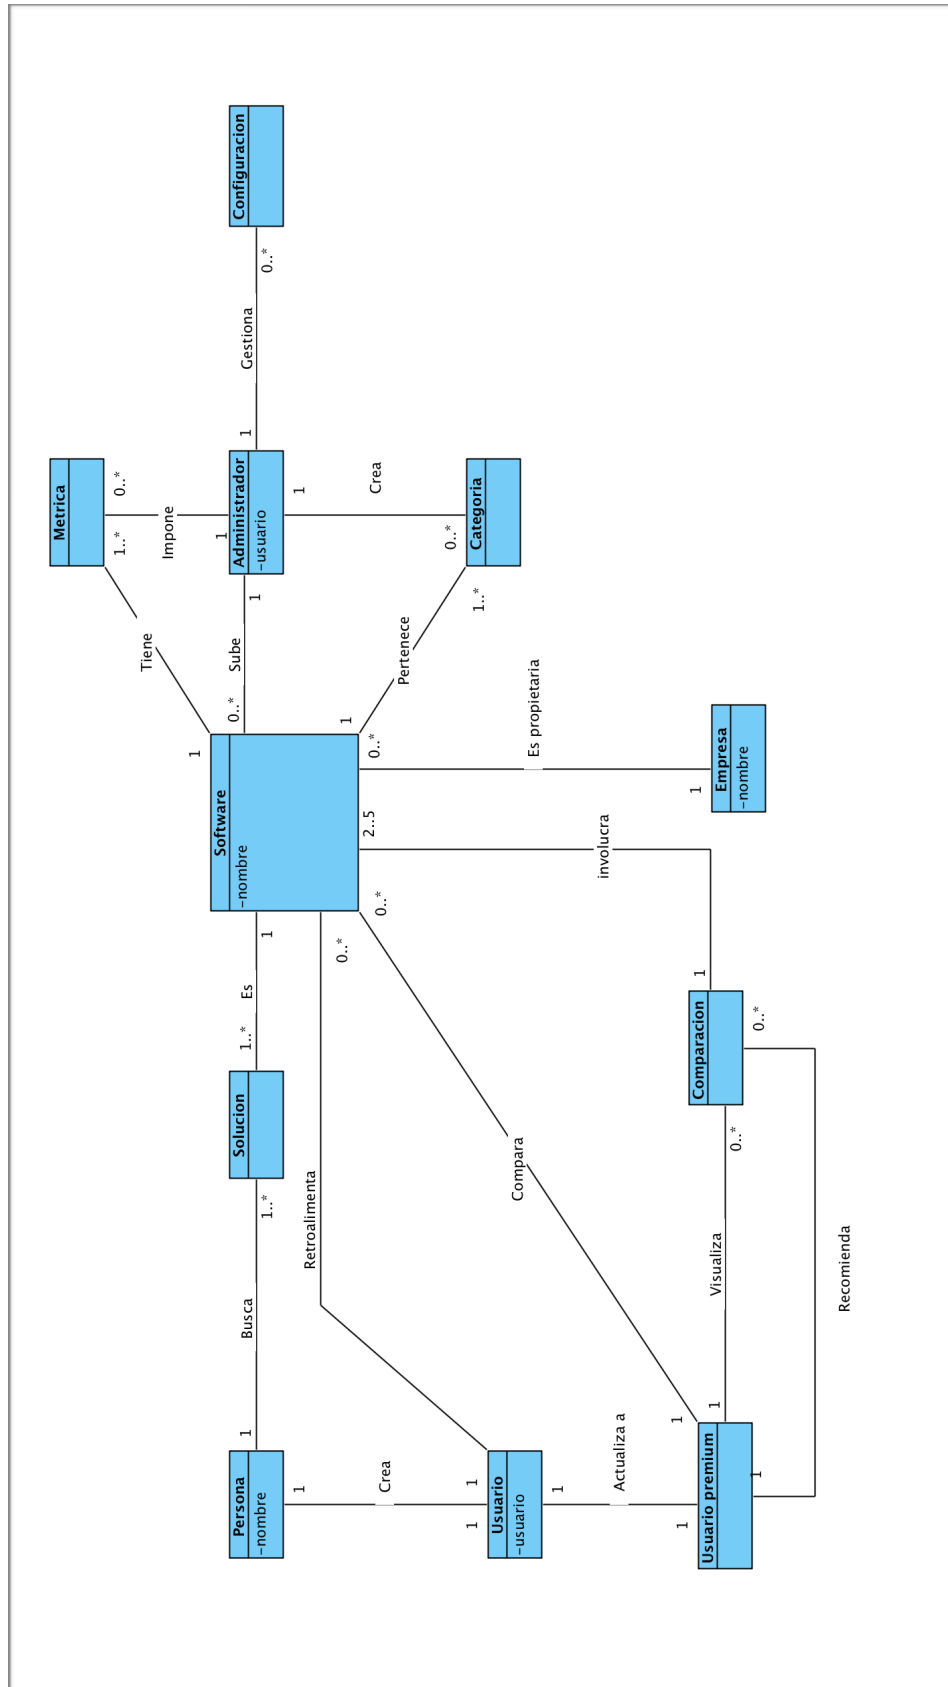 Persona
-nombre
1
Busca
1..*
Solucion
1..*
Es
1
Software
-nombre
1
Tiene
1..*
Metrica
0..*
Impone
1
0..*
Sube
1
Administrador
-usuario
1
Gestiona
0..*
Configuracion
1
Crea
0..*
Categoria
1..*
Pertenece
1
0..*
Es propietaria
1
Empresa
-nombre
2..5
involucra
1
Comparacion
0..*
Compara
1
0..*
Retroalimenta
1
1
Crea
1
Usuario
-usuario
1
Actualiza a
1
Usuario premium
1
Visualiza
0..*
1
Recomienda
0..*